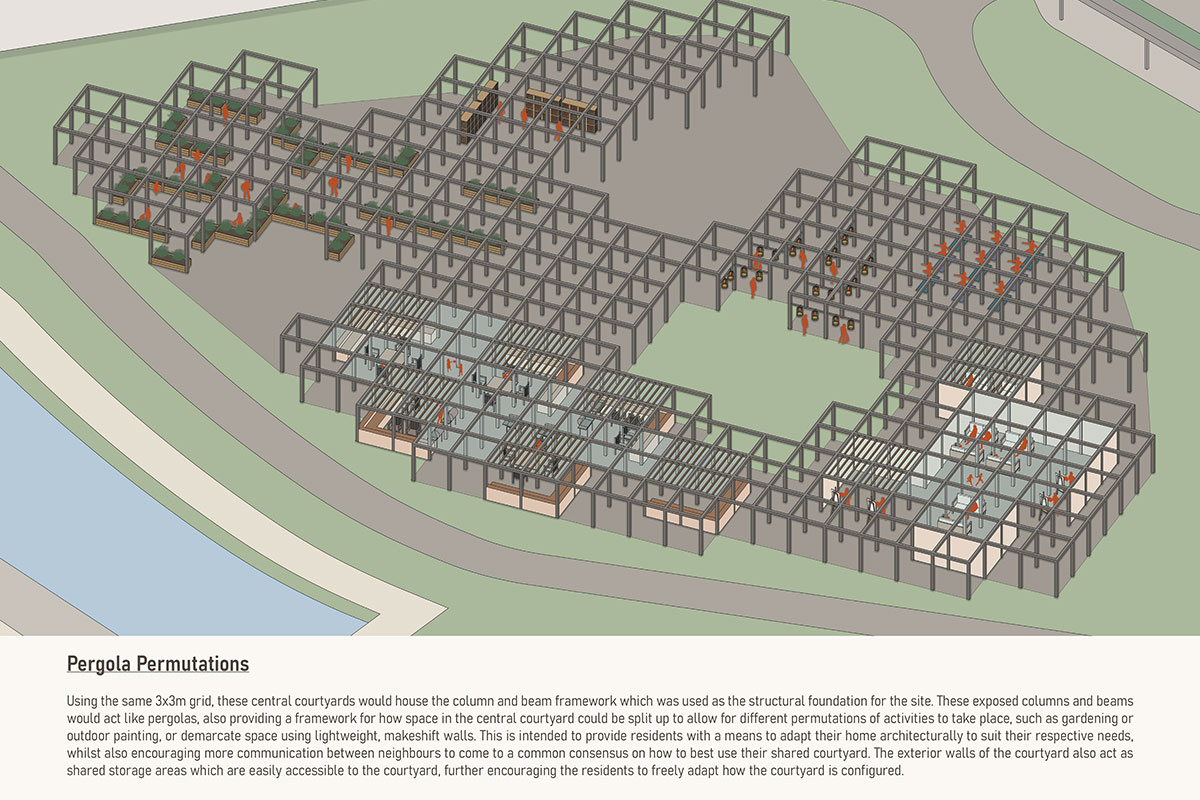 Pergola Permutations
Using the same 3x3m grid, these central courtyards would house the column and beam framework which was used as the structural foundation for the site. These exposed columns and beams
would act like pergolas, also providing a framework for how space in the central courtyard could be split up to allow for different permutations of activities to take place, such as gardening or
outdoor painting, or demarcate space using lightweight, makeshift walls. This is intended to provide residents with a means to adapt their home architecturally to suit their respective needs,
whilst also encouraging more communication between neighbours to come to a common consensus on how to best use their shared courtyard. The exterior walls of the courtyard also act as
shared storage areas which are easily accessible to the courtyard, further encouraging the residents to freely adapt how the courtyard is configured.